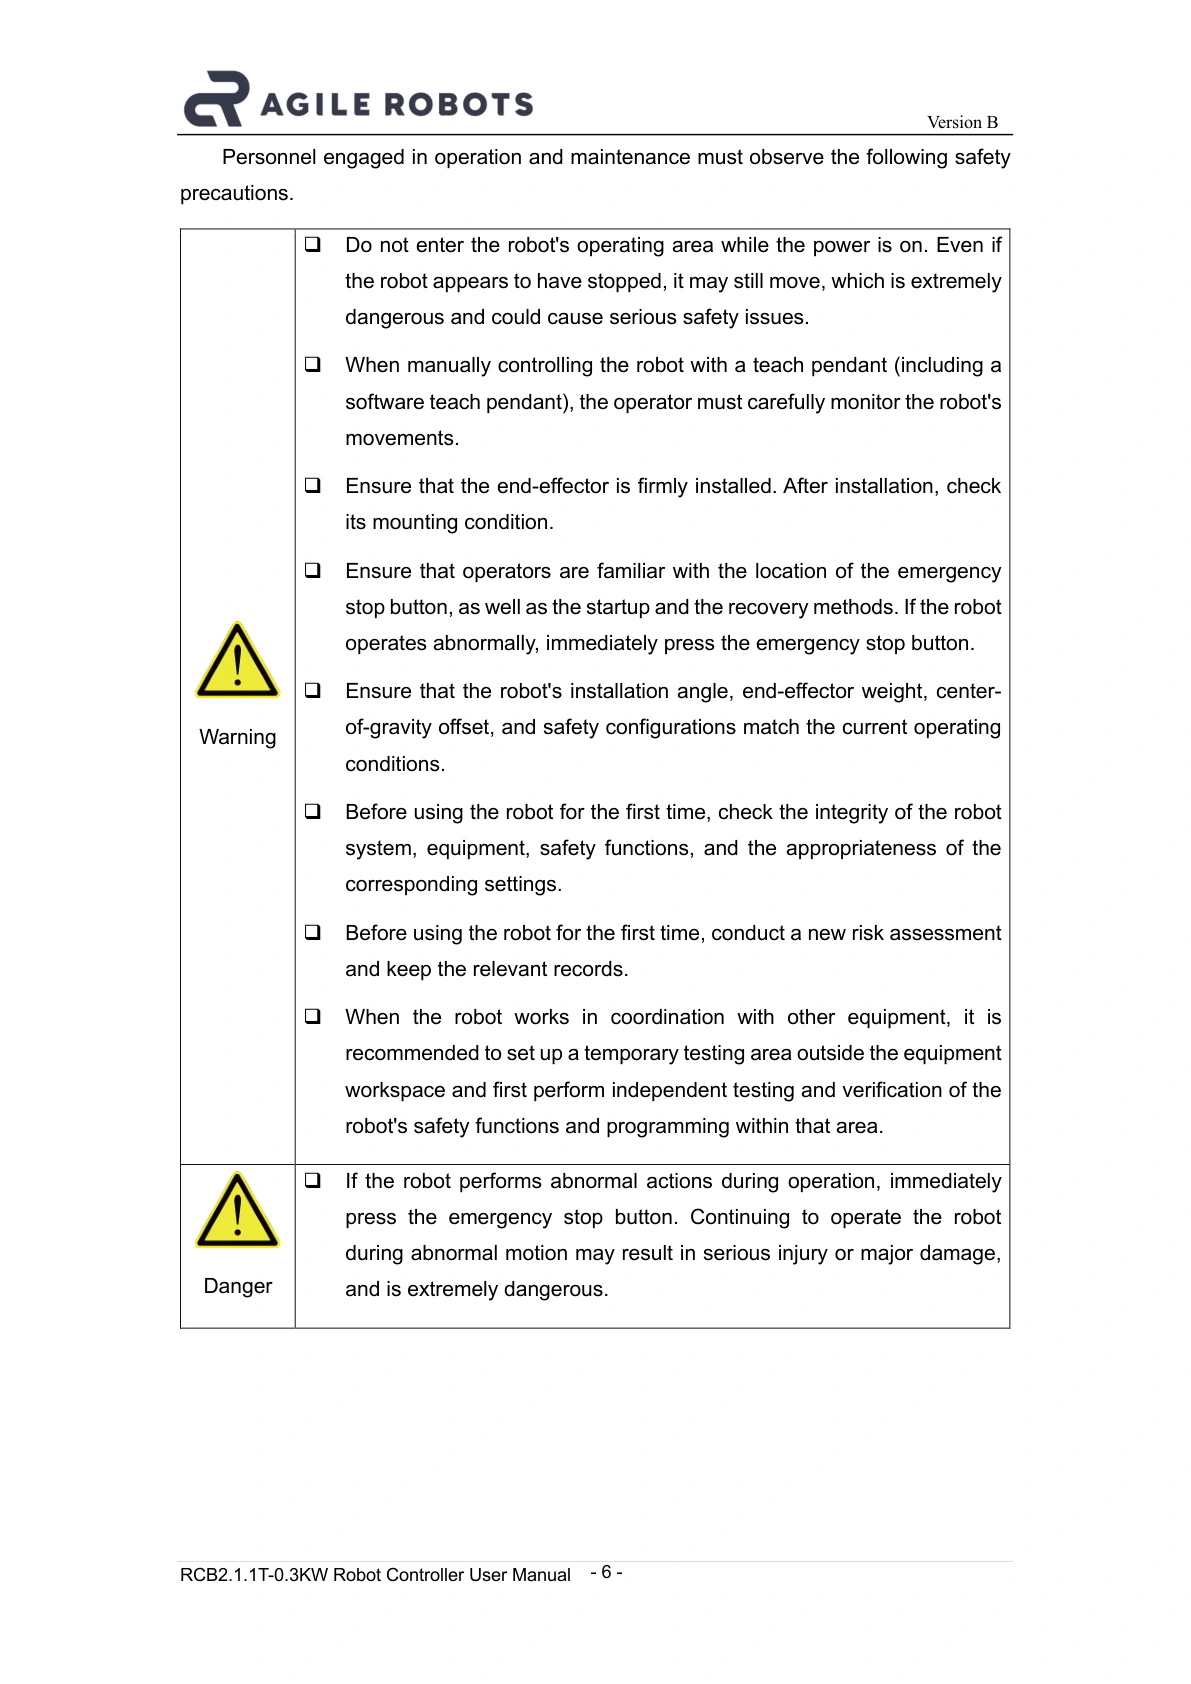 AGILE ROBOTS
Version B
Personnel engaged in operation and maintenance must observe the following safety
precautions.
Warning
❑ Do not enter the robot's operating area while the power is on. Even if
the robot appears to have stopped, it may still move, which is extremely
dangerous and could cause serious safety issues.
❑ When manually controlling the robot with a teach pendant (including a
software teach pendant), the operator must carefully monitor the robot's
movements.
❑ Ensure that the end-effector is firmly installed. After installation, check
its mounting condition.
❑ Ensure that operators are familiar with the location of the emergency
stop button, as well as the startup and the recovery methods. If the robot
operates abnormally, immediately press the emergency stop button.
❑ Ensure that the robot's installation angle, end-effector weight, center-
of-gravity offset, and safety configurations match the current operating
conditions.
❑ Before using the robot for the first time, check the integrity of the robot
system, equipment, safety functions, and the appropriateness of the
corresponding settings.
❑ Before using the robot for the first time, conduct a new risk assessment
and keep the relevant records.
❑ When the robot works in coordination with other equipment, it is
recommended to set up a temporary testing area outside the equipment
workspace and first perform independent testing and verification of the
robot's safety functions and programming within that area.
Danger
❑ If the robot performs abnormal actions during operation, immediately
press the emergency stop button. Continuing to operate the robot
during abnormal motion may result in serious injury or major damage,
and is extremely dangerous.
RCB2.1.1T-0.3KW Robot Controller User Manual - 6 -